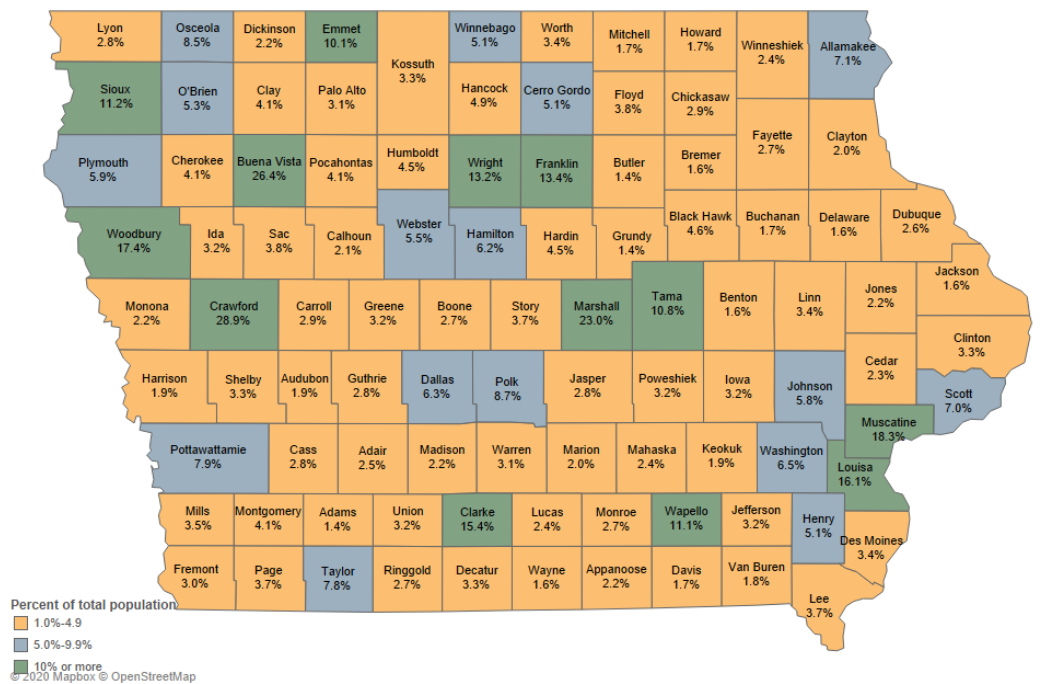 Lyon
2.8%
Osceola
8.5%
Dickinson
2.2%
Emmet
10.1%
Kossuth
3.3%
Winnebago
5.1%
Worth
3.4%
Mitchell
1.7%
Howard
1.7%
Winneshiek
2.4%
Allamakee
7.1%
Sioux
11.2%
O'Brien
5.3%
Clay
4.1%
Palo Alto
3.1%
Hancock
4.9%
Cerro Gordo
5.1%
Floyd
3.8%
Chickasaw
2.9%
Fayette
2.7%
Clayton
2.0%
Plymouth
5.9%
Cherokee
4.1%
Buena Vista
26.4%
Pocahontas
4.1%
Humboldt
4.5%
Wright
13.2%
Franklin
13.4%
Butler
1.4%
Bremer
1.6%
Woodbury
17.4%
Ida
3.2%
Sac
3.8%
Calhoun
2.1%
Webster
5.5%
Hamilton
6.2%
Hardin
4.5%
Grundy
1.4%
Black Hawk
4.6%
Buchanan
1.7%
Delaware
1.6%
Dubuque
2.6%
Monona
2.2%
Crawford
28.9%
Carroll
2.9%
Greene
3.2%
Boone
2.7%
Story
3.7%
Marshall
23.0%
Tama
10.8%
Benton
1.6%
Linn
3.4%
Jones
2.2%
Jackson
1.6%
Clinton
3.3%
Harrison
1.9%
Shelby
3.3%
Audubon
1.9%
Guthrie
2.8%
Dallas
6.3%
Polk
8.7%
Jasper
2.8%
Poweshiek
3.2%
Iowa
3.2%
Johnson
5.8%
Cedar
2.3%
Scott
7.0%
Muscatine
18.3%
Pottawattamie
7.9%
Cass
2.8%
Adair
2.5%
Madison
2.2%
Warren
3.1%
Marion
2.0%
Mahaska
2.4%
Keokuk
1.9%
Washington
6.5%
Louisa
16.1%
Mills
3.5%
Montgomery
4.1%
Adams
1.4%
Union
3.2%
Clarke
15.4%
Lucas
2.4%
Monroe
2.7%
Wapello
11.1%
Jefferson
3.2%
Henry
5.1%
Des Moines
3.4%
Fremont
3.0%
Page
3.7%
Taylor
7.8%
Ringgold
2.7%
Decatur
3.3%
Wayne
1.6%
Appanoose
2.2%
Davis
1.7%
Van Buren
1.8%
Lee
3.7%
Percent of total population
1.0%-4.9
5.0%-9.9%
10% or more
© 2020 Mapbox © OpenStreetMap